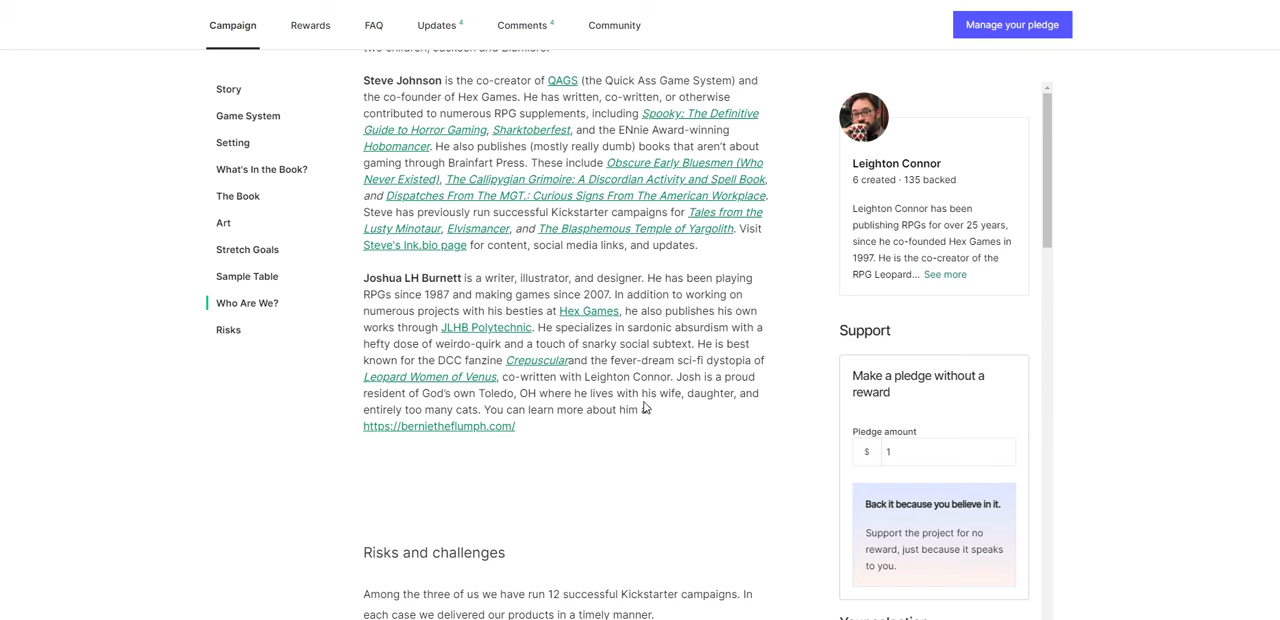 Campaign
Rewards
FAQ
Updates 4
Comments 4
Community
Manage your pledge
Story
Game System
Setting
What's In the Book?
The Book
Art
Stretch Goals
Sample Table
Who Are We?
Risks
Steve Johnson is the co-creator of QAGS (the Quick Ass Game System) and
the co-founder of Hex Games. He has written, co-written, or otherwise
contributed to numerous RPG supplements, including Spooky: The Definitive
Guide to Horror Gaming, Sharktoberfest, and the ENnie Award-winning
Hobomancer. He also publishes (mostly really dumb) books that aren't about
gaming through Brainfart Press. These include Obscure Early Bluesmen (Who
Never Existed), The Callipygian Grimoire: A Discordian Activity and Spell Book,
and Dispatches From The MGT.: Curious Signs From The American Workplace.
Steve has previously run successful Kickstarter campaigns for Tales from the
Lusty Minotaur, Elvismancer, and The Blasphemous Temple of Yargolith. Visit
Steve's lnk.bio page for content, social media links, and updates.
Joshua LH Burnett is a writer, illustrator, and designer. He has been playing
RPGs since 1987 and making games since 2007. In addition to working on
numerous projects with his besties at Hex Games, he also publishes his own
works through JLHB Polytechnic. He specializes in sardonic absurdism with a
hefty dose of weirdo-quirk and a touch of snarky social subtext. He is best
known for the DCC fanzine Crepuscularand the fever-dream sci-fi dystopia of
Leopard Women of Venus, co-written with Leighton Connor. Josh is a proud
resident of God's own Toledo, OH where he lives with his wife, daughter, and
entirely too many cats. You can learn more about him
https://bernietheflumph.com/
Risks and challenges
Among the three of us we have run 12 successful Kickstarter campaigns. In
each case we delivered our products in a timely manner.
Leighton Connor
6 created · 135 backed
Leighton Connor has been
publishing RPGs for over 25 years,
since he co-founded Hex Games in
1997. He is the co-creator of the
RPG Leopard... See more
Support
Make a pledge without a
reward
Pledge amount
$ 1
Back it because you believe in it.
Support the project for no
reward, just because it speaks
to you.